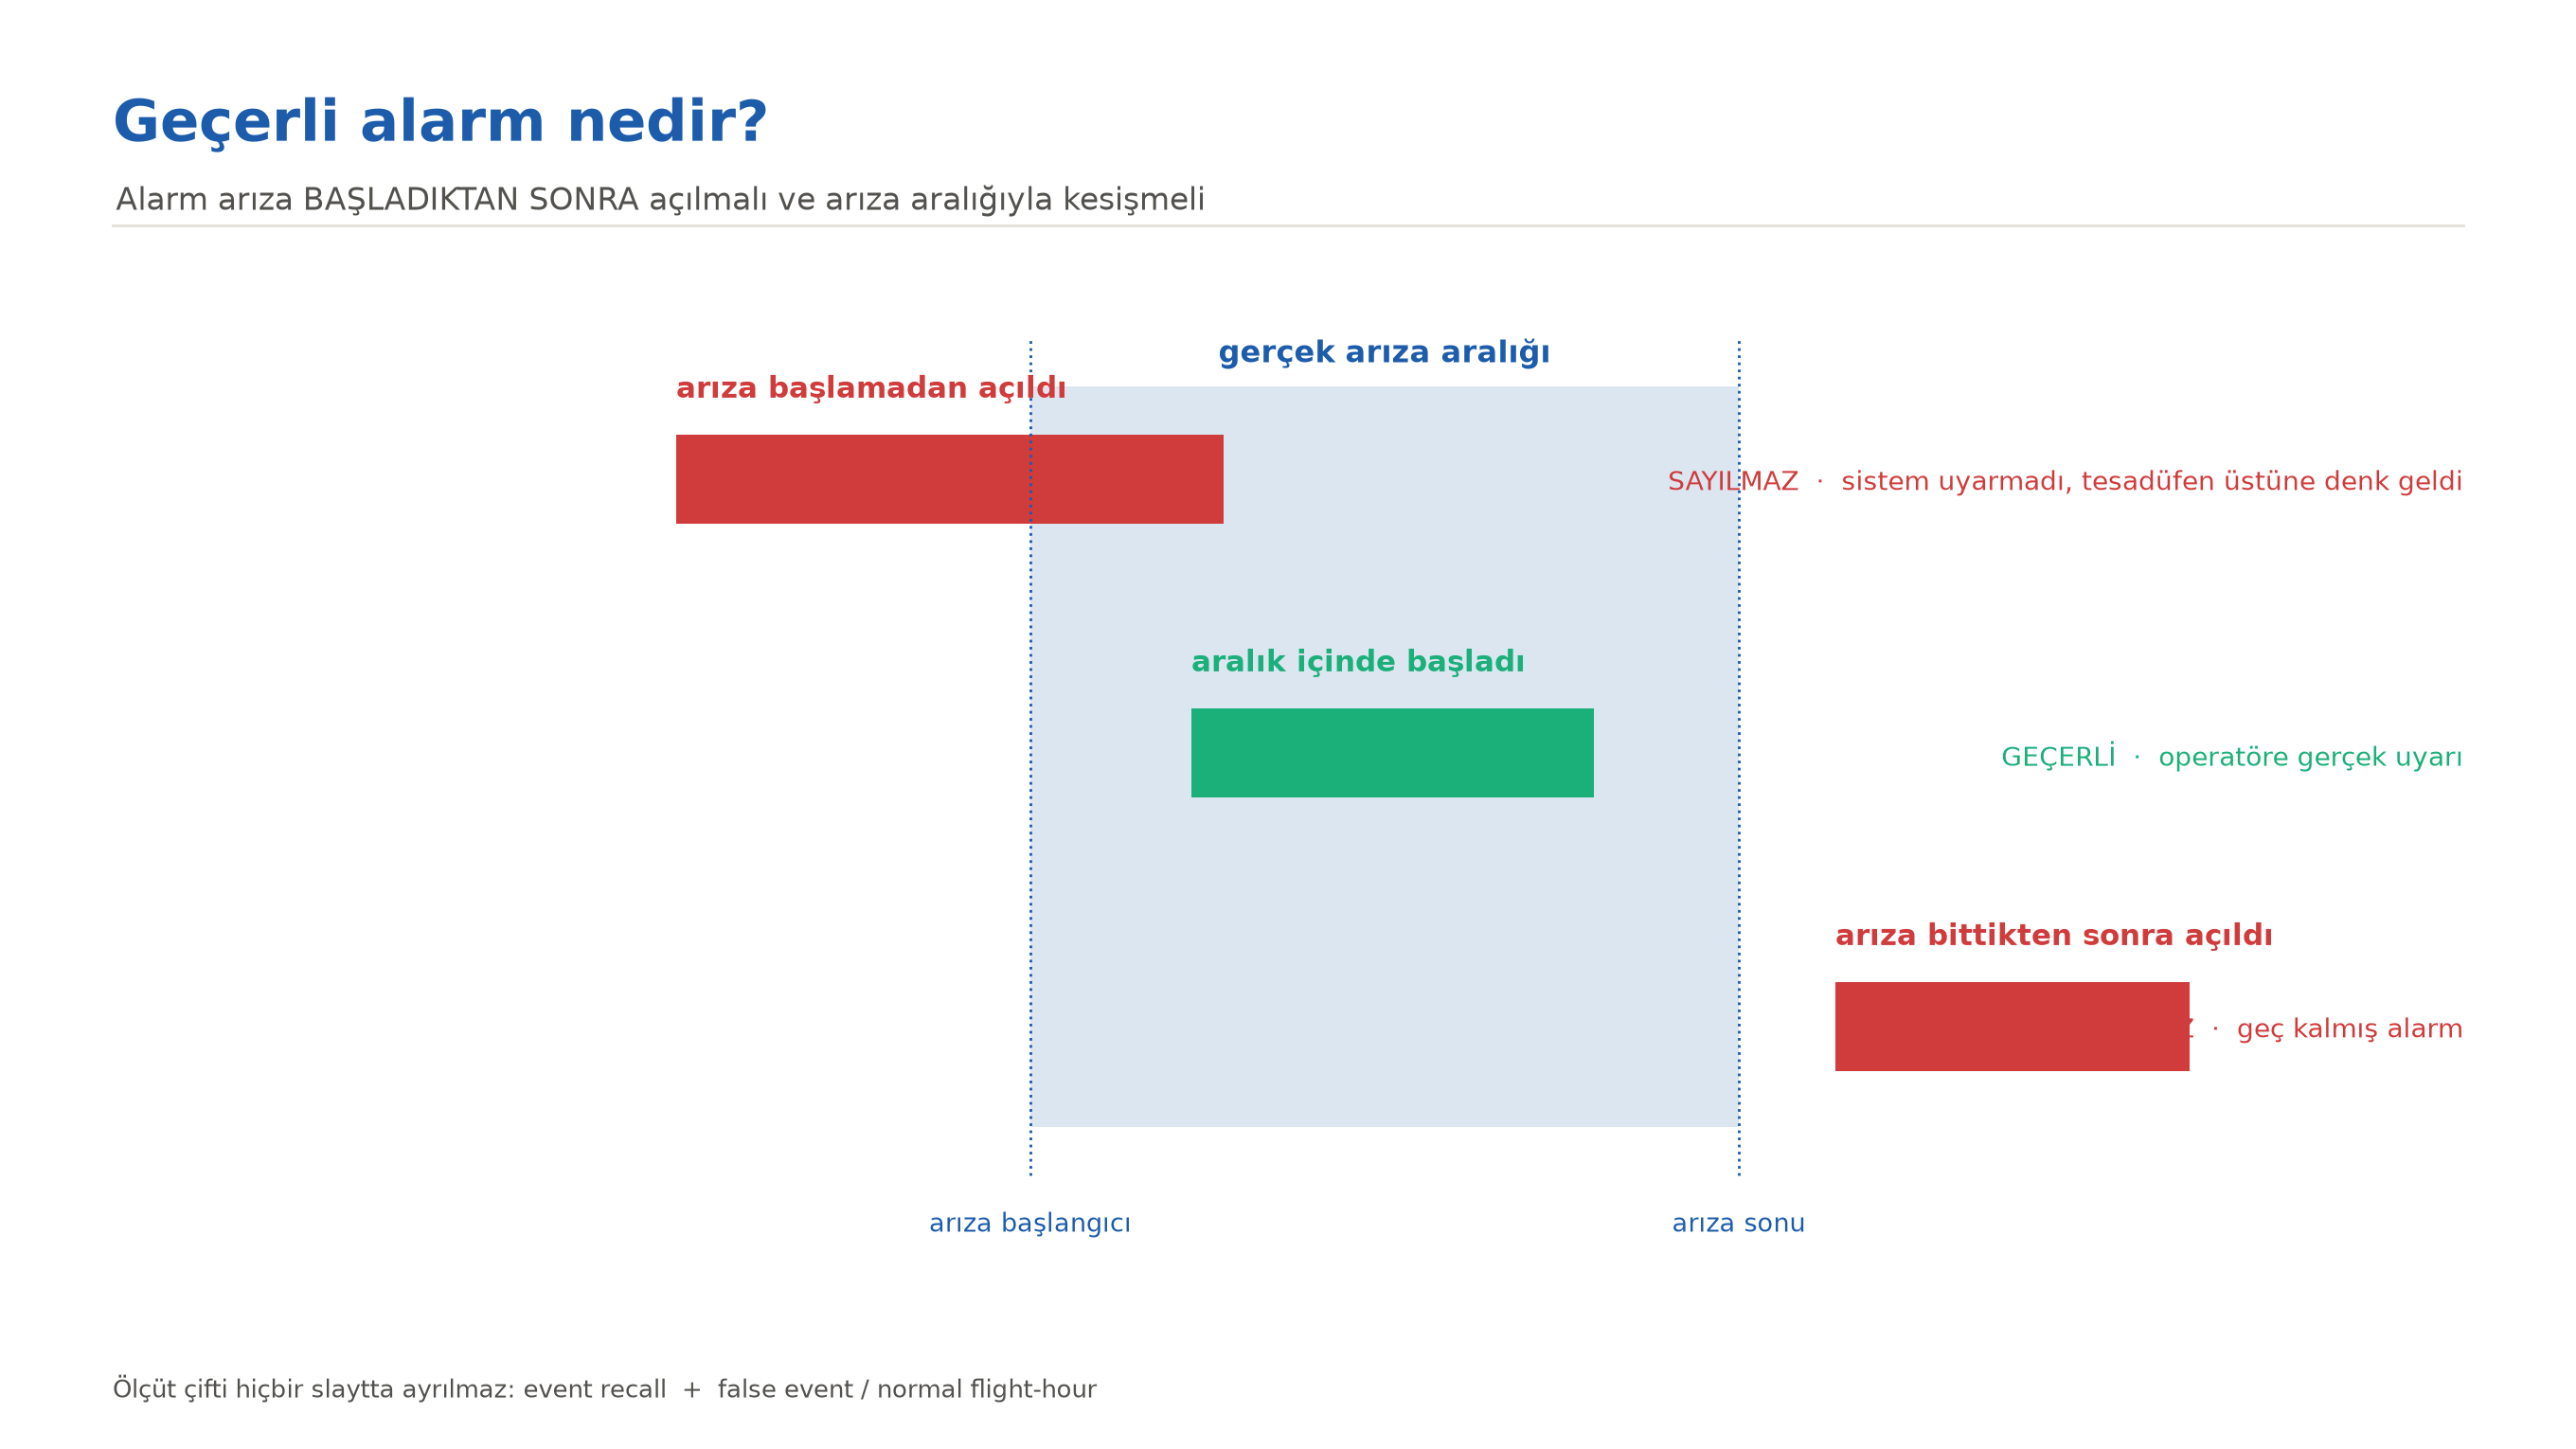 Geçerli alarm nedir?
Alarm arıza BAŞLADIKTAN SONRA açılmalı ve arıza aralığıyla kesişmeli
gerçek arıza aralığı
arıza başlamadan açıldı
SAYILMAZ · sistem uyarmadı, tesadüfen üstüne denk geldi
aralık içinde başladı
GEÇERLİ · operatöre gerçek uyarı
arıza bittikten sonra açıldı
· geç kalmış alarm
arıza başlangıcı
arıza sonu
Ölçüt çifti hiçbir slaytta ayrılmaz: event recall + false event / normal flight-hour